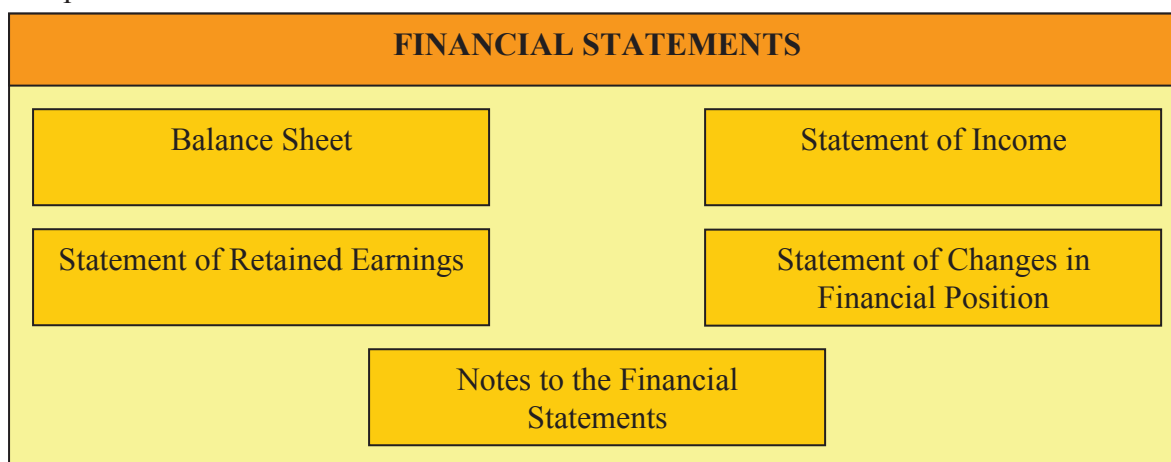 FINANCIAL STATEMENTS
Balance Sheet
Statement of Income
Statement of Retained Earnings
Statement of Changes in
Financial Position
Notes to the Financial
Statements